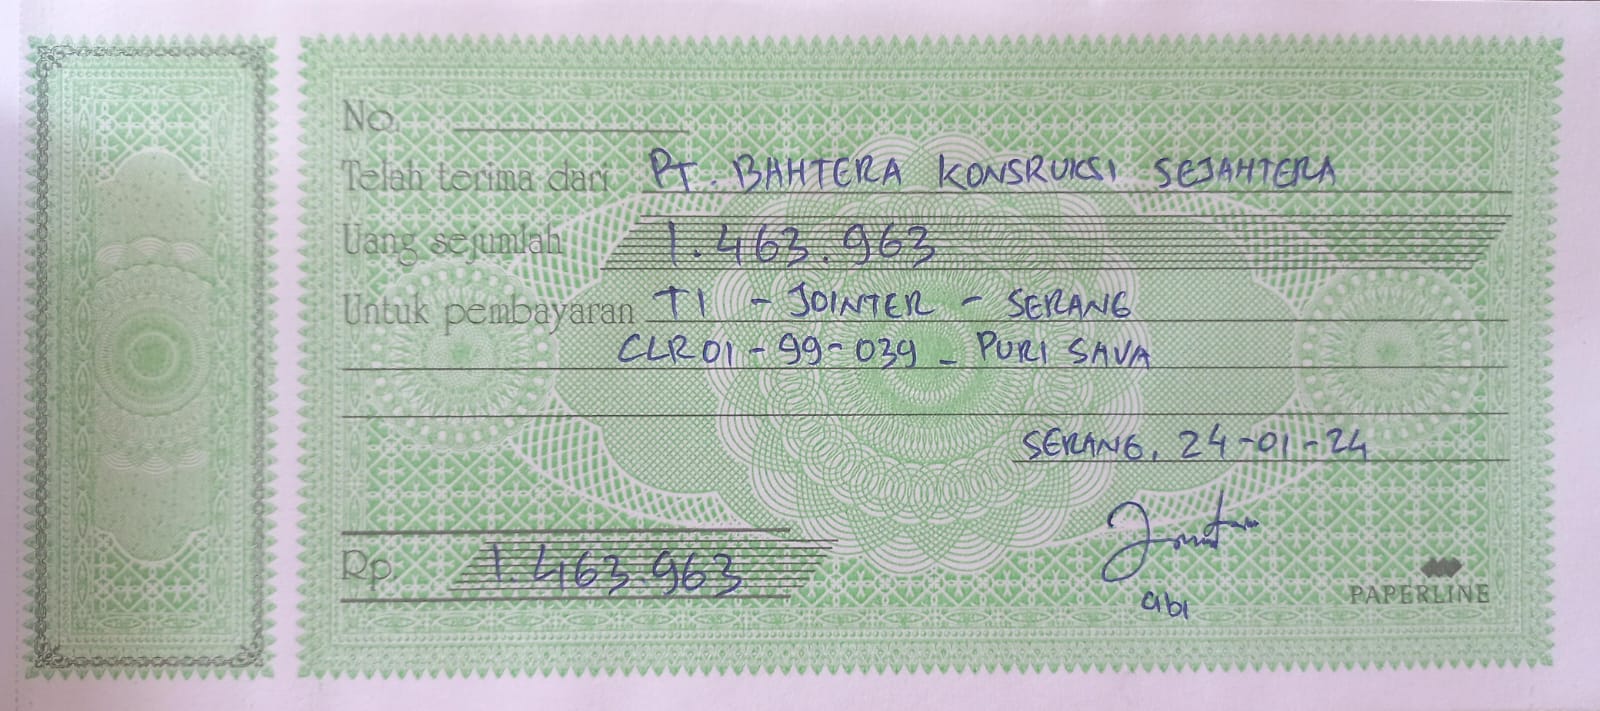 No.
Telah terima dari PT. BAHTERA KONSRUKSI SEJAHTERA
Uang sejumlah 1.463.963
Untuk pembayaran T1 - JOINTER - SERANG
CLR01-99-039 - PURI SAVA
SERANG, 24-01-24
Rp. 1.463.963
abi
PAPERLINE